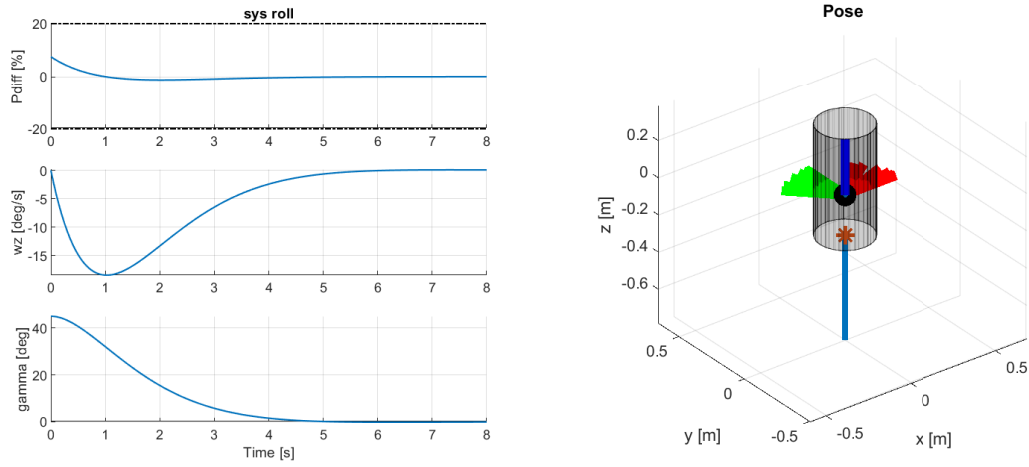 sys roll
Pdiff [%]
20
0
-20
0 1 2 3 4 5 6 7 8
wz [deg/s]
0
-5
-10
-15
0 1 2 3 4 5 6 7 8
gamma [deg]
40
20
0
0 1 2 3 4 5 6 7 8
Time [s]
Pose
z [m]
0.2
0
-0.2
-0.4
-0.6
0.5
0
-0.5
y [m]
-0.5
0
0.5
x [m]